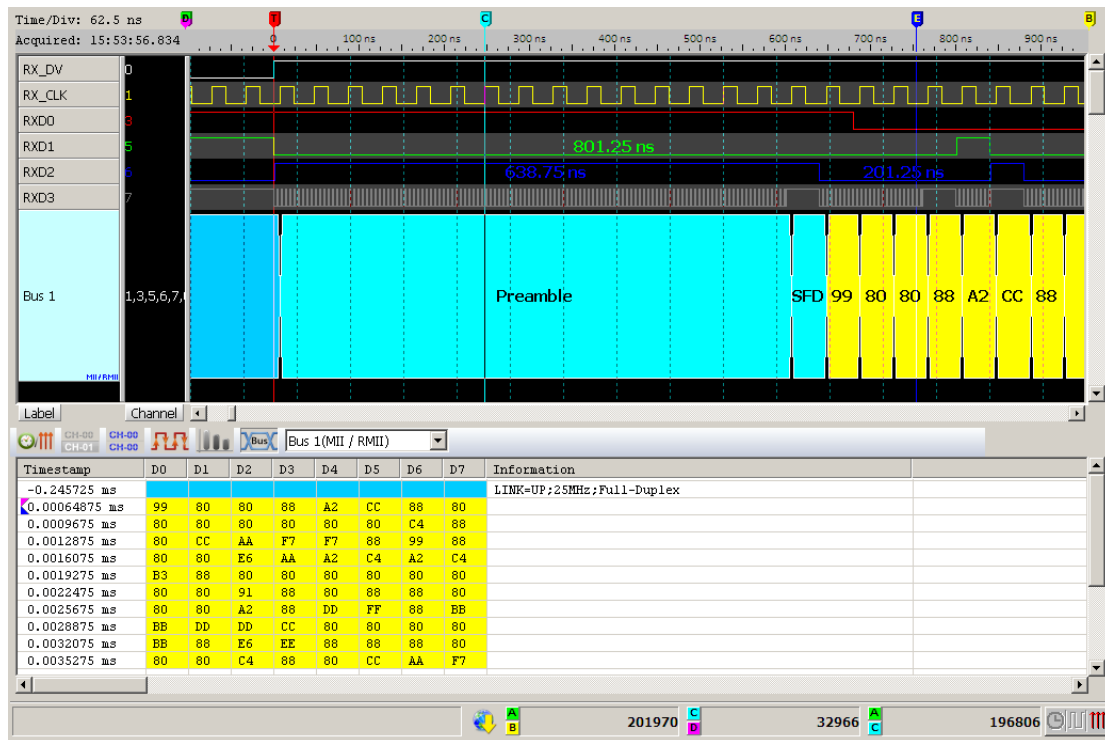 Time/Div: 62.5 ns D T C E B
Acquired: 15:53:56.834 0 100 ns 200 ns 300 ns 400 ns 500 ns 600 ns 700 ns 800 ns 900 ns
RX_DV 0
RX_CLK 1
RXD0 3
RXD1 5 801.25 ns
RXD2 6 638.75 ns 201.25 ns
RXD3 7
Bus 1 1,3,5,6,7, Preamble SFD 99 80 80 88 A2 CC 88
MII/RMII
Label Channel
CH-00 CH-01 CH-00 CH-00 Bus Bus 1(MII / RMII)
Timestamp D0 D1 D2 D3 D4 D5 D6 D7 Information
-0.245725 ms LINK=UP;25MHz;Full-Duplex
0.00064875 ms 99 80 80 88 A2 CC 88 80
0.0009675 ms 80 80 80 80 80 80 C4 88
0.0012875 ms 80 CC AA F7 F7 88 99 88
0.0016075 ms 80 80 E6 AA A2 C4 A2 C4
0.0019275 ms B3 88 80 80 80 80 80 80
0.0022475 ms 80 80 91 88 80 88 88 80
0.0025675 ms 80 80 A2 88 DD FF 88 BB
0.0028875 ms BB DD DD CC 80 80 80 80
0.0032075 ms BB 88 E6 EE 88 88 88 80
0.0035275 ms 80 80 C4 88 80 CC AA F7
A B 201970 C D 32966 A C 196806